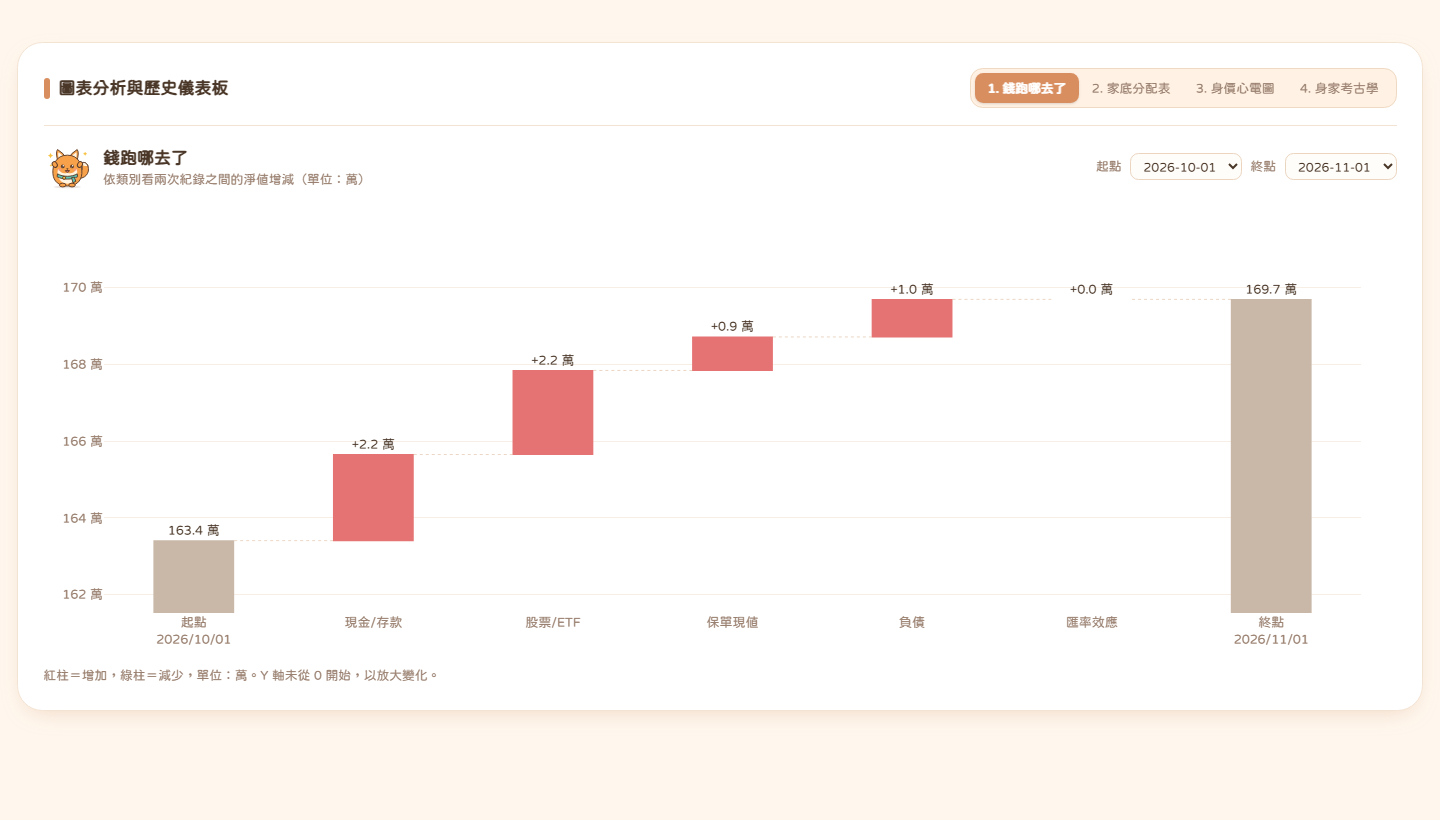 圖表分析與歷史儀表板
1. 錢跑哪去了
2. 家底分配表
3. 身價心電圖
4. 身家考古學
錢跑哪去了
依類別看兩次紀錄之間的淨值增減（單位：萬）
起點 2026-10-01 終點 2026-11-01
170 萬
168 萬
166 萬
164 萬
162 萬
163.4 萬
+2.2 萬
+2.2 萬
+0.9 萬
+1.0 萬
+0.0 萬
169.7 萬
起點
2026/10/01
現金/存款
股票/ETF
保單現值
負債
匯率效應
終點
2026/11/01
紅柱＝增加，綠柱＝減少，單位：萬。Y 軸未從 0 開始，以放大變化。